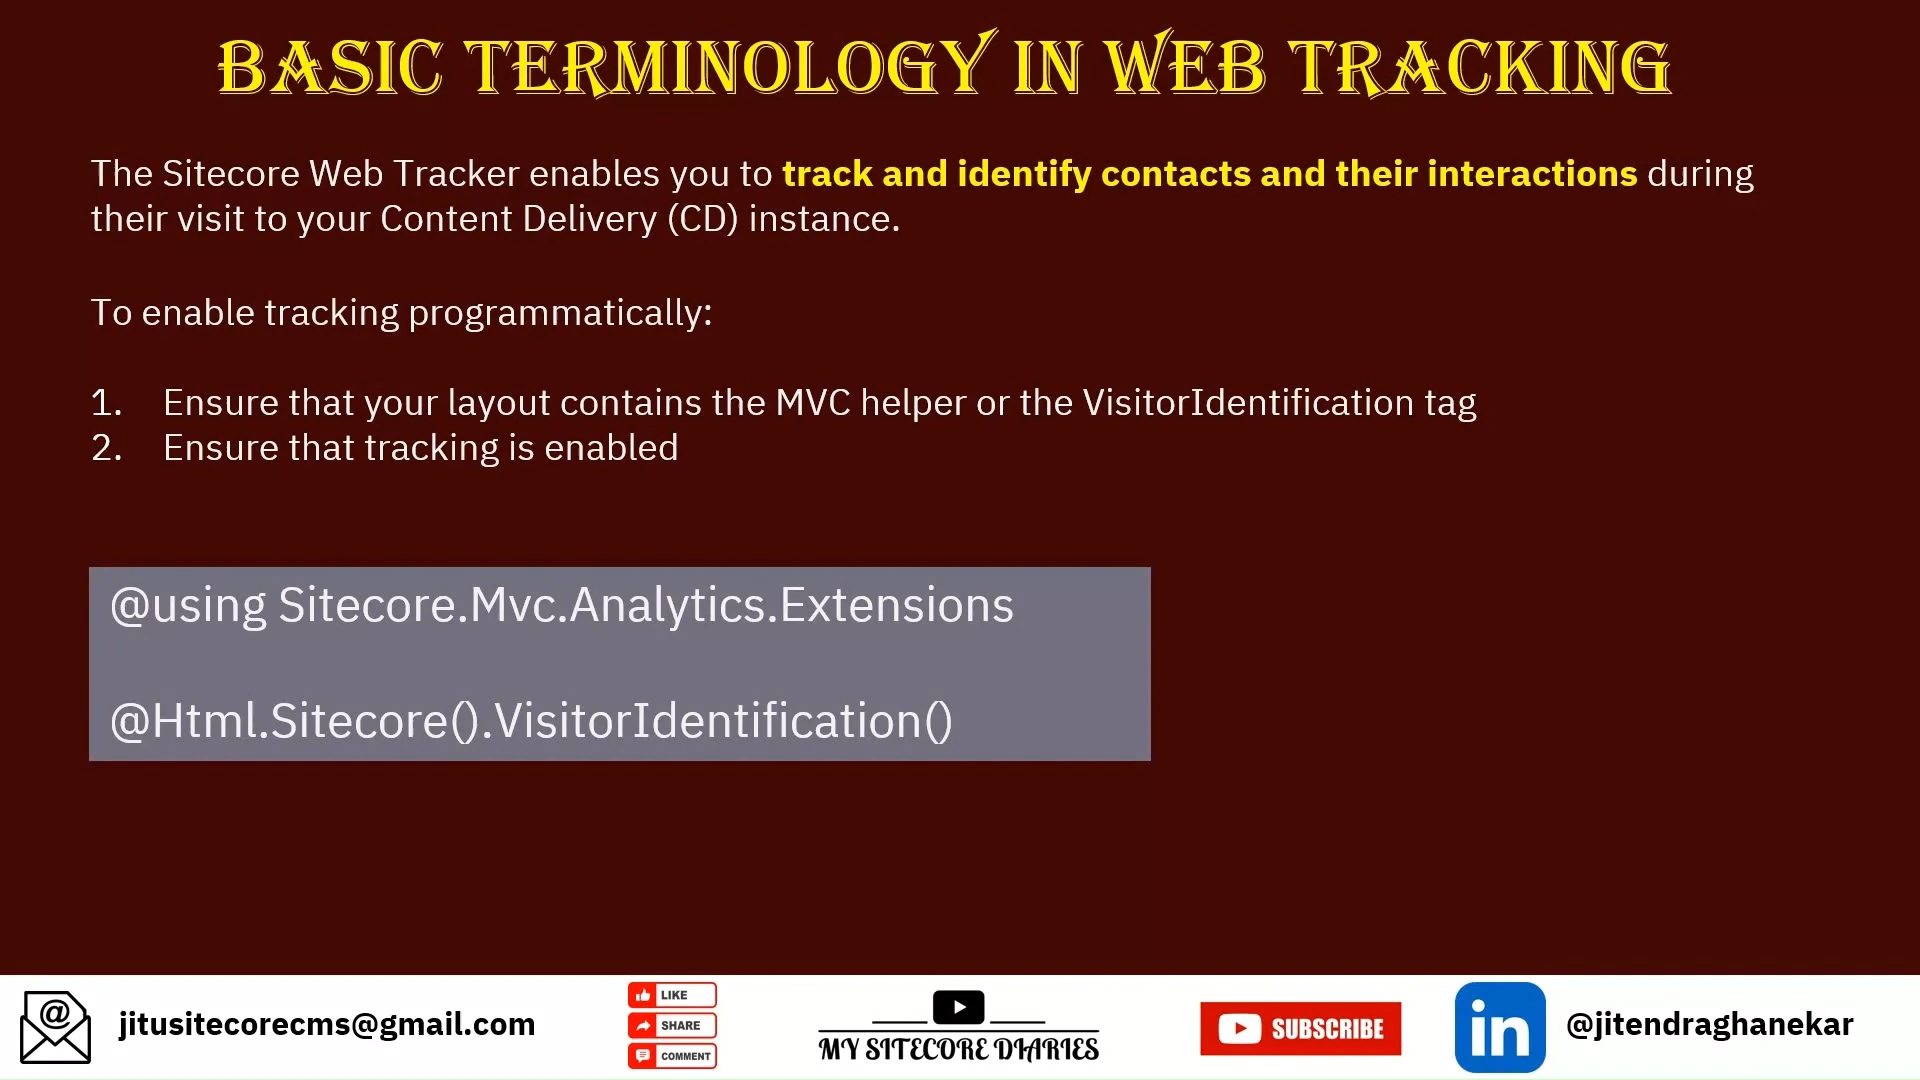 BASIC TERMINOLOGY IN WEB TRACKING
The Sitecore Web Tracker enables you to track and identify contacts and their interactions during
their visit to your Content Delivery (CD) instance.
To enable tracking programmatically:
1. Ensure that your layout contains the MVC helper or the VisitorIdentification tag
2. Ensure that tracking is enabled
@using Sitecore.Mvc.Analytics.Extensions
@Html.Sitecore().VisitorIdentification()
@
jitusitecorecms@gmail.com
LIKE
SHARE
COMMENT
MY SITECORE DIARIES
SUBSCRIBE
in
@jitendraghanekar